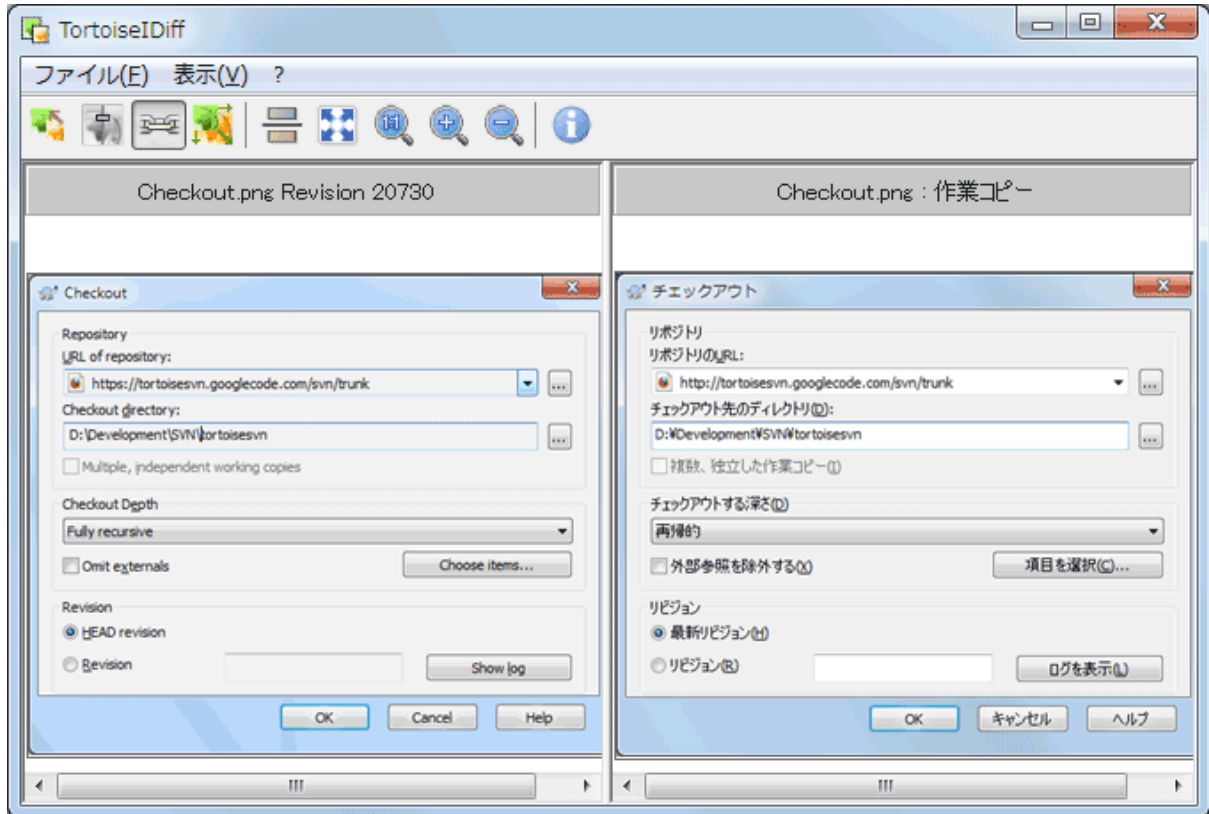 TortoiseIDiff
ファイル(F) 表示(V) ?
Checkout.png Revision 20730
Checkout
Repository
URL of repository:
https://tortoisesvn.googlecode.com/svn/trunk
...
Checkout directory:
D:\Development\SVN\tortoisesvn
...
Multiple, independent working copies
Checkout Depth
Fully recursive
Omit externals
Choose items...
Revision
HEAD revision
Revision
Show log
OK Cancel Help
Checkout.png : 作業コピー
チェックアウト
リポジトリ
リポジトリのURL:
http://tortoisesvn.googlecode.com/svn/trunk
...
チェックアウト先のディレクトリ(D):
D:¥Development¥SVN¥tortoisesvn
...
複数、独立した作業コピー(I)
チェックアウトする深さ(D)
再帰的
外部参照を除外する(X)
項目を選択(C)...
リビジョン
最新リビジョン(H)
リビジョン(R)
ログを表示(L)
OK キャンセル ヘルプ